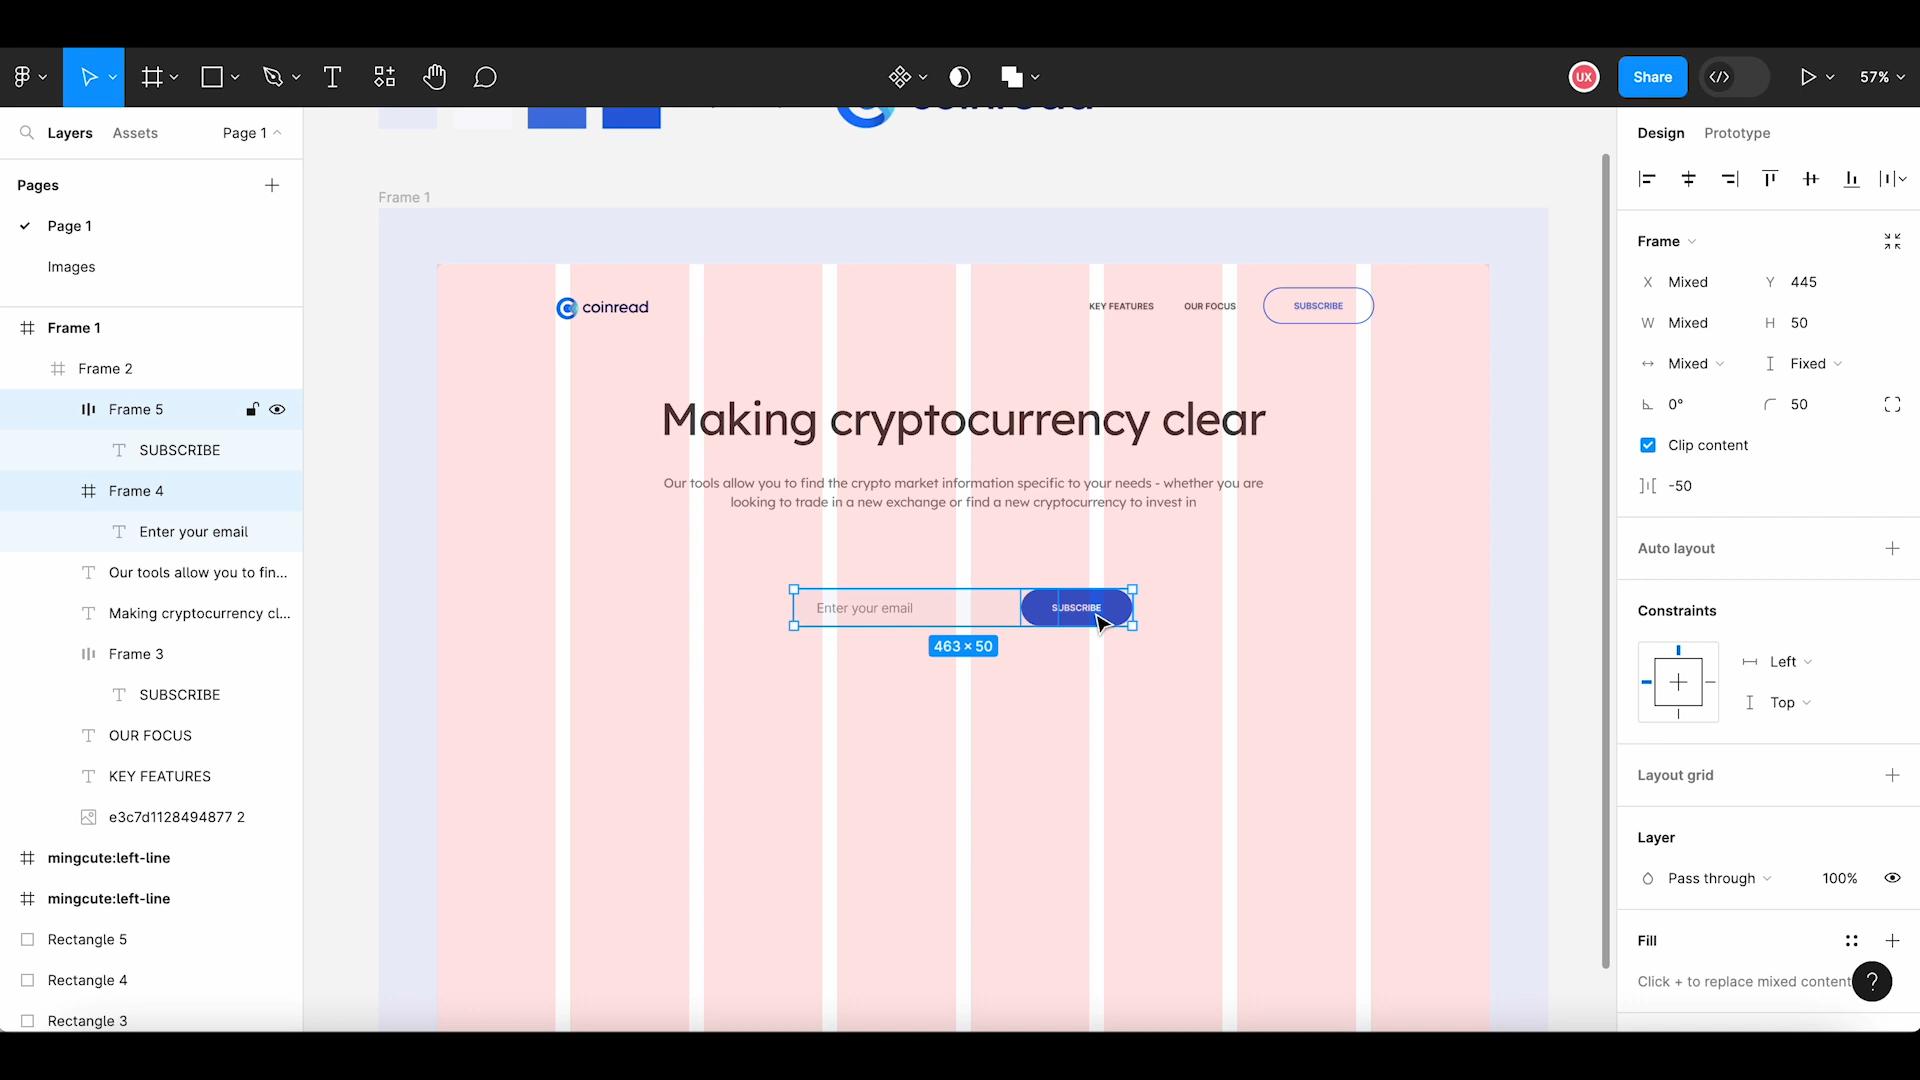 UX
Share
57%
Layers
Assets
Page 1
Design
Prototype
Pages
Page 1
Images
Frame 1
Frame 2
Frame 5
SUBSCRIBE
Frame 4
Enter your email
Our tools allow you to fin...
Making cryptocurrency cl...
Frame 3
SUBSCRIBE
OUR FOCUS
KEY FEATURES
e3c7d1128494877 2
mingcute:left-line
mingcute:left-line
Rectangle 5
Rectangle 4
Rectangle 3
coinread
Frame 1
coinread
KEY FEATURES
OUR FOCUS
SUBSCRIBE
Making cryptocurrency clear
Our tools allow you to find the crypto market information specific to your needs - whether you are
looking to trade in a new exchange or find a new cryptocurrency to invest in
Enter your email
SUBSCRIBE
463 × 50
Frame
X Mixed
Y 445
W Mixed
H 50
Mixed
Fixed
0°
50
Clip content
-50
Auto layout
Constraints
Left
Top
Layout grid
Layer
Pass through
100%
Fill
Click + to replace mixed content
?